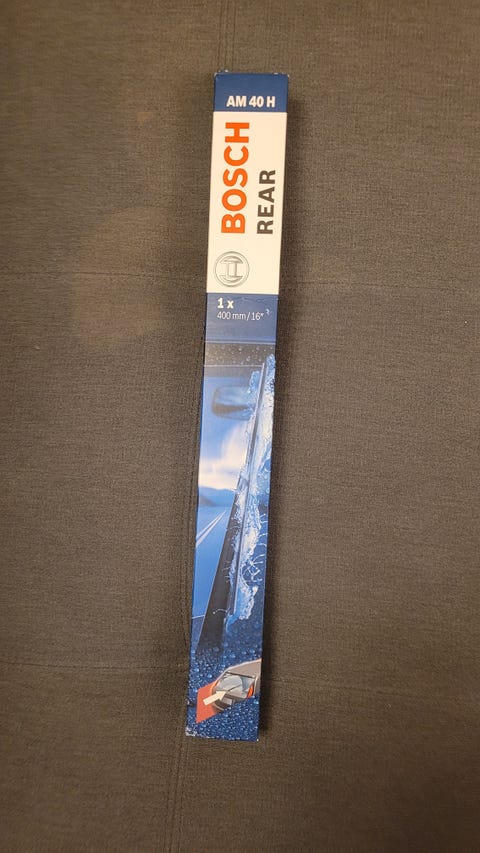 AM 40 H
BOSCH
REAR
1 x
400 mm / 16"